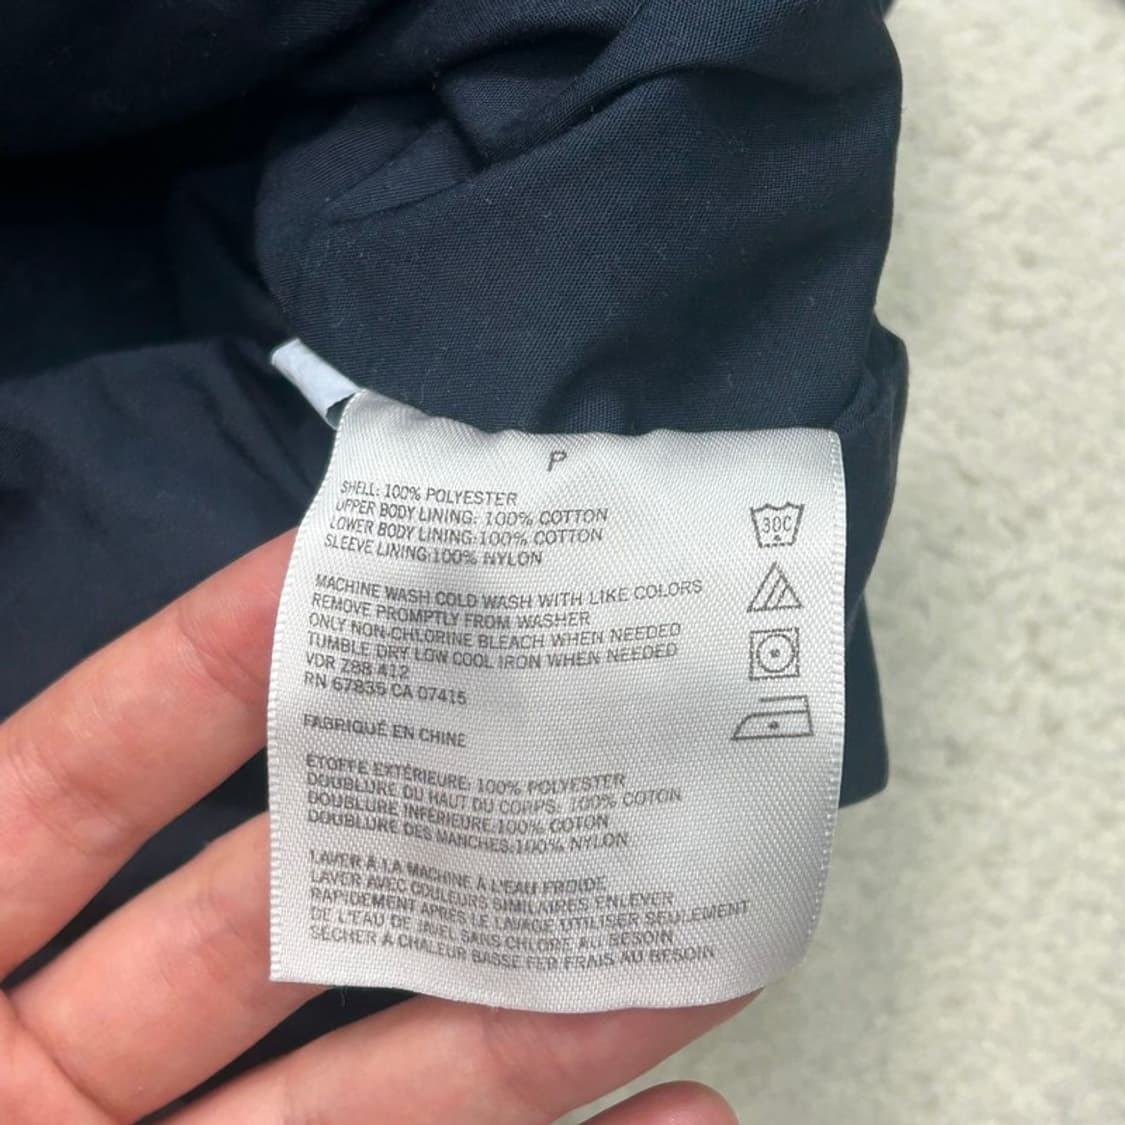 P
SHELL: 100% POLYESTER
UPPER BODY LINING: 100% COTTON
LOWER BODY LINING:100% COTTON
SLEEVE LINING:100% NYLON
MACHINE WASH COLD WASH WITH LIKE COLORS
REMOVE PROMPTLY FROM WASHER
ONLY NON-CHLORINE BLEACH WHEN NEEDED
TUMBLE DRY LOW COOL IRON WHEN NEEDED
VDR Z8B 412
RN 67835 CA 07415
FABRIQUÉ EN CHINE
ÉTOFFE EXTÉRIEURE: 100% POLYESTER
DOUBLURE DU HAUT DU CORPS: 100% COTON
DOUBLURE INFÉRIEURE:100% COTON
DOUBLURE DES MANCHES:100% NYLON
LAVER À LA MACHINE À L'EAU FROIDE
LAVER AVEC COULEURS SIMILAIRES ENLEVER
RAPIDEMENT APRÈS LE LAVAGE UTILISER SEULEMENT
DE L'EAU DE JAVEL SANS CHLORE AU BESOIN
SÉCHER À CHALEUR BASSE FER FRAIS AU BESOIN
30C